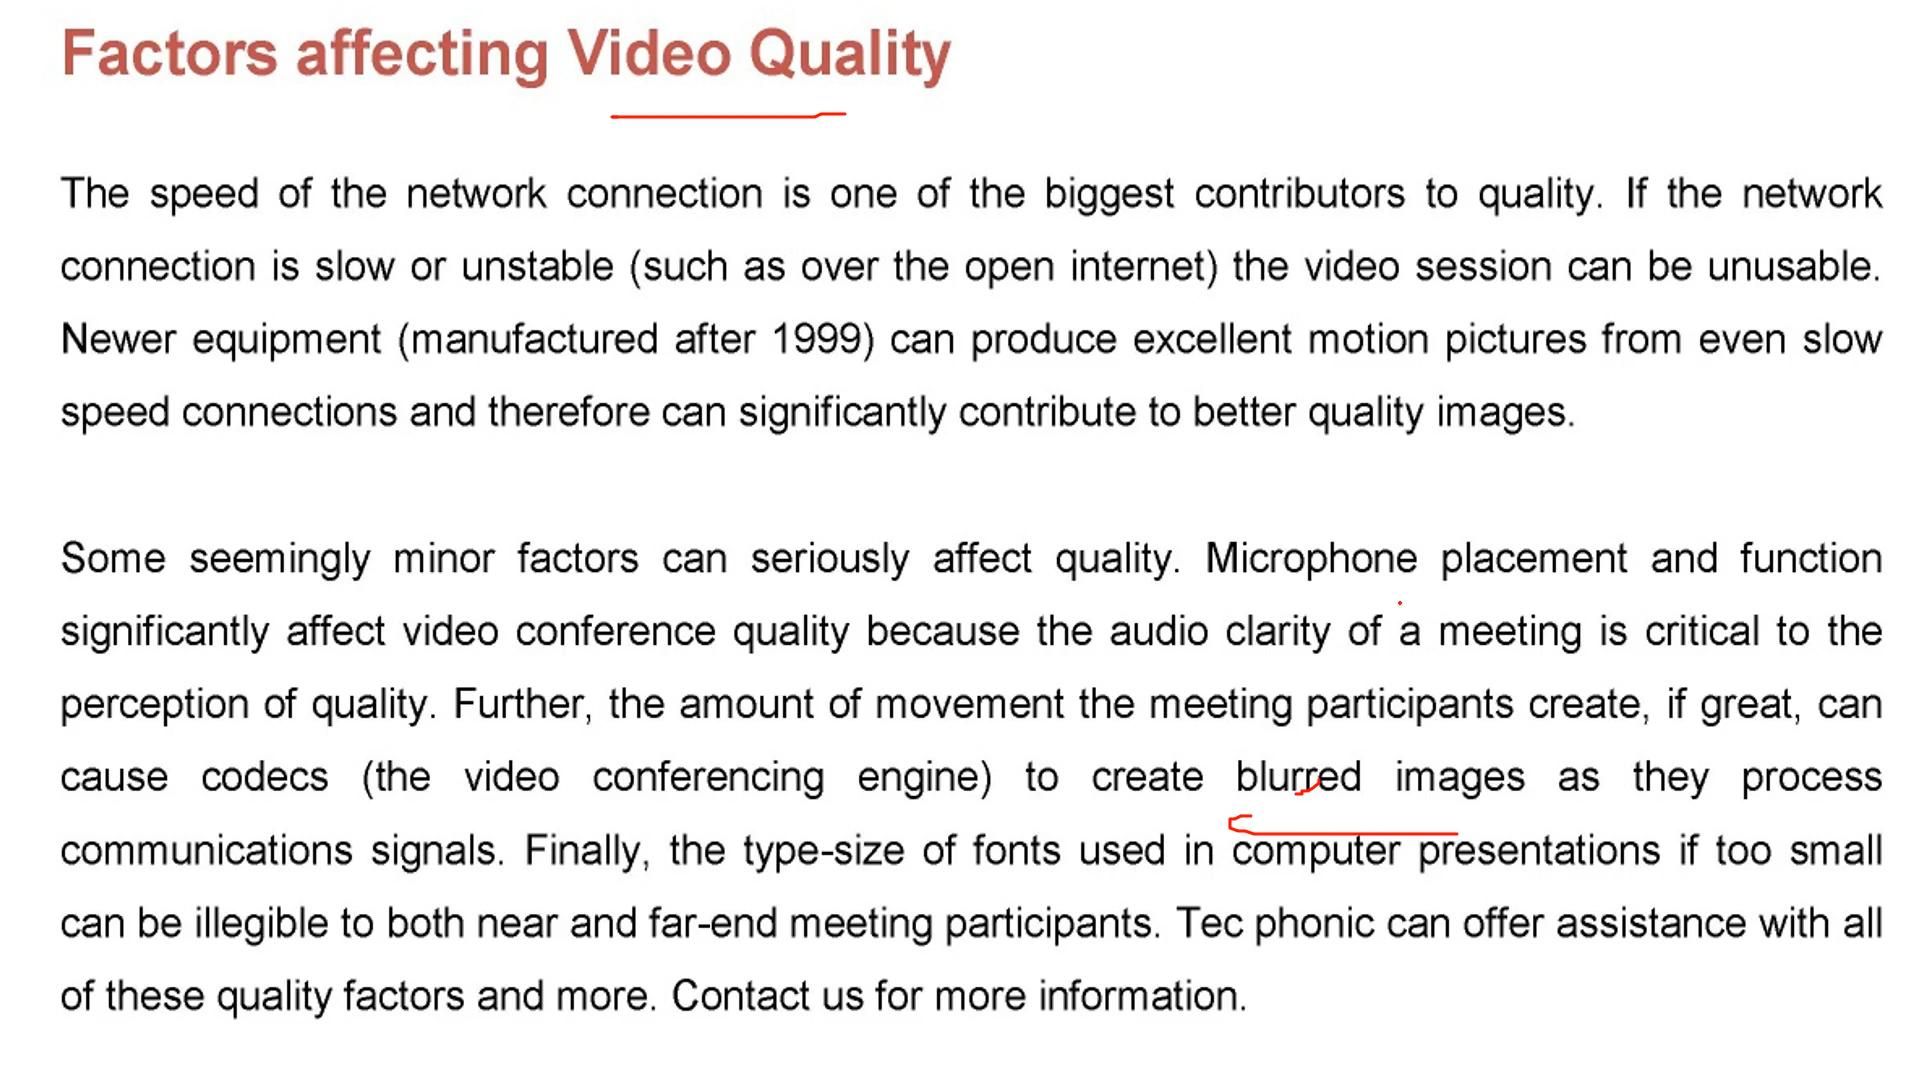 Factors affecting Video Quality
The speed of the network connection is one of the biggest contributors to quality. If the network
connection is slow or unstable (such as over the open internet) the video session can be unusable.
Newer equipment (manufactured after 1999) can produce excellent motion pictures from even slow
speed connections and therefore can significantly contribute to better quality images.
Some seemingly minor factors can seriously affect quality. Microphone placement and function
significantly affect video conference quality because the audio clarity of a meeting is critical to the
perception of quality. Further, the amount of movement the meeting participants create, if great, can
cause codecs (the video conferencing engine) to create blurred images as they process
communications signals. Finally, the type-size of fonts used in computer presentations if too small
can be illegible to both near and far-end meeting participants. Tec phonic can offer assistance with all
of these quality factors and more. Contact us for more information.